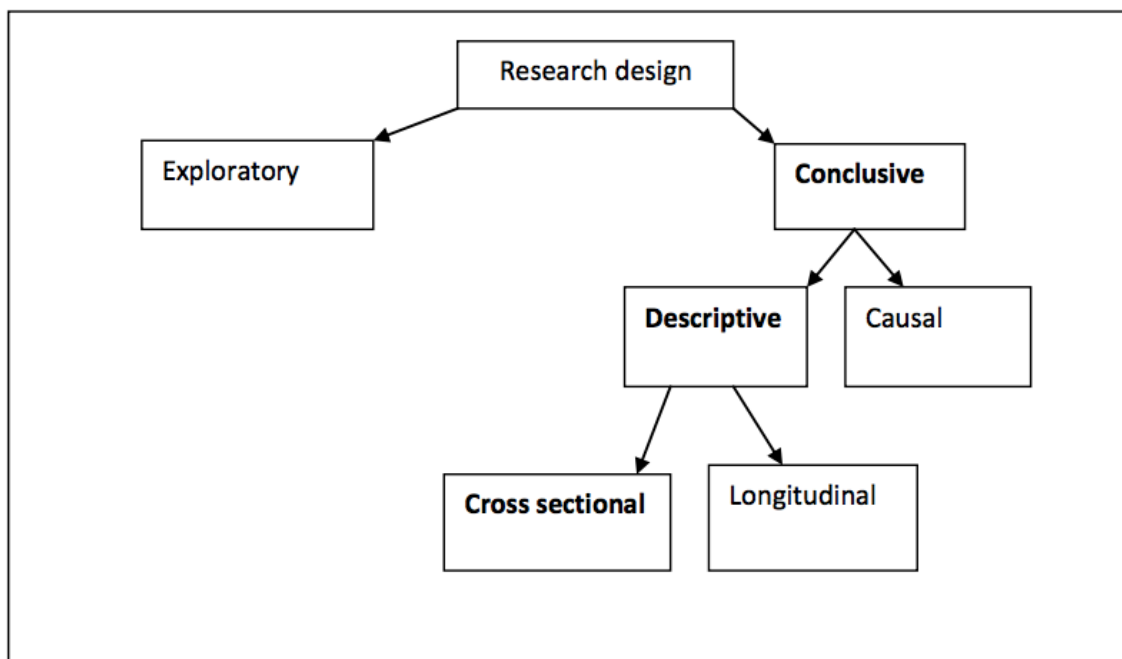 Research design
Exploratory
Conclusive
Descriptive
Causal
Cross sectional
Longitudinal